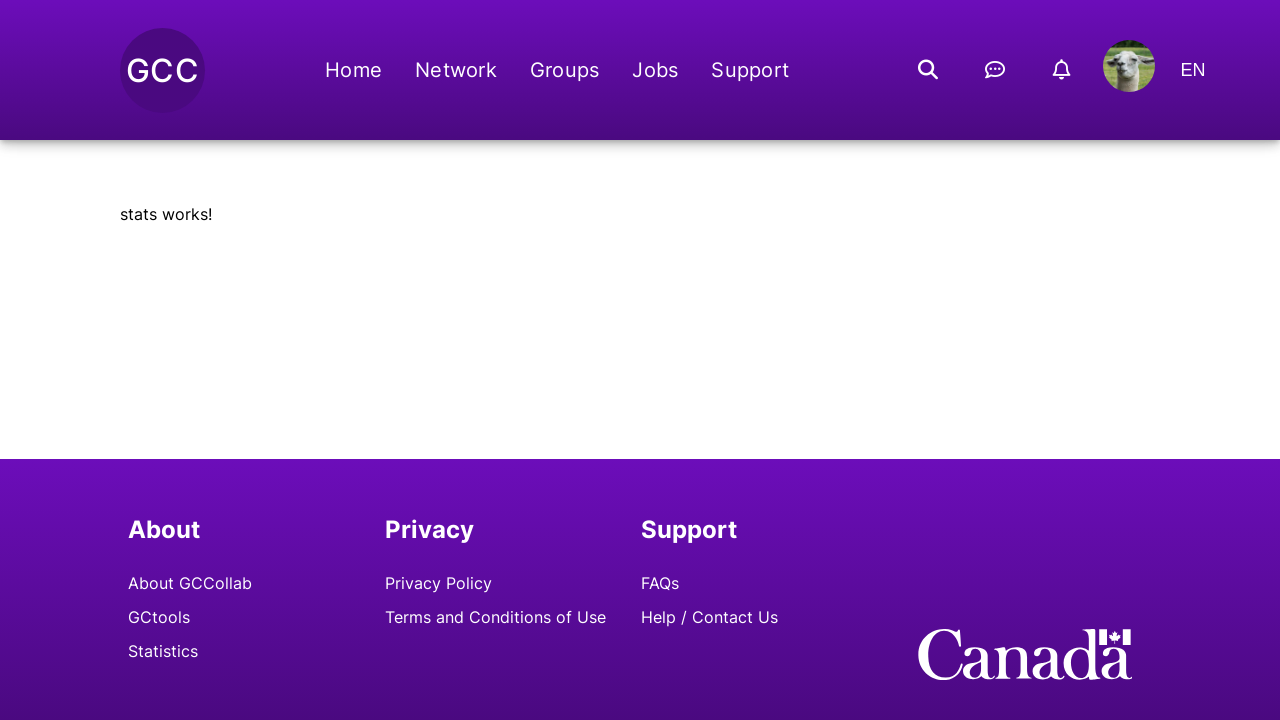 GCC
Home Network Groups Jobs Support EN
stats works!
About Privacy Support
About GCCollab Privacy Policy FAQs
GCtools Terms and Conditions of Use Help / Contact Us
Statistics
Canada